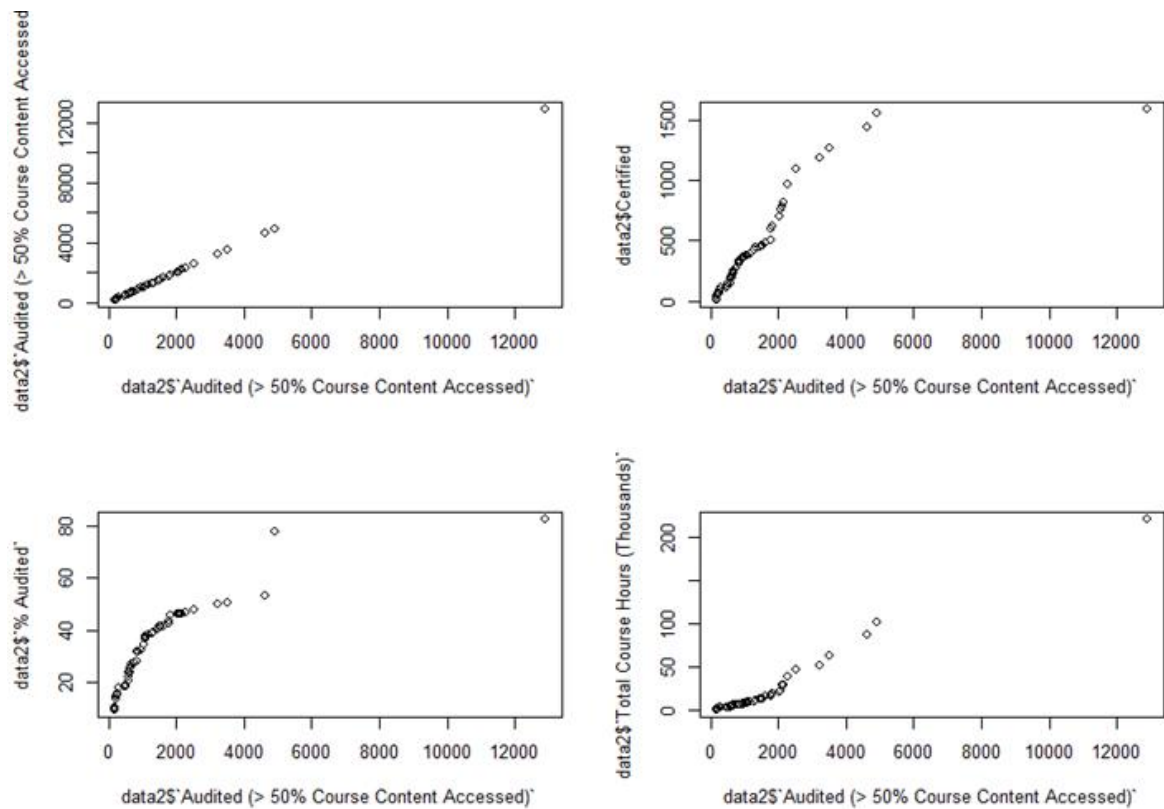 data2$`Audited (> 50% Course Content Accessed
12000
8000
4000
0
0 2000 4000 6000 8000 10000 12000
data2$`Audited (> 50% Course Content Accessed)`
data2$Certified
1500
1000
500
0
0 2000 4000 6000 8000 10000 12000
data2$`Audited (> 50% Course Content Accessed)`
data2$`% Audited`
80
60
40
20
0 2000 4000 6000 8000 10000 12000
data2$`Audited (> 50% Course Content Accessed)`
data2$`Total Course Hours (Thousands)`
200
100
50
0
0 2000 4000 6000 8000 10000 12000
data2$`Audited (> 50% Course Content Accessed)`